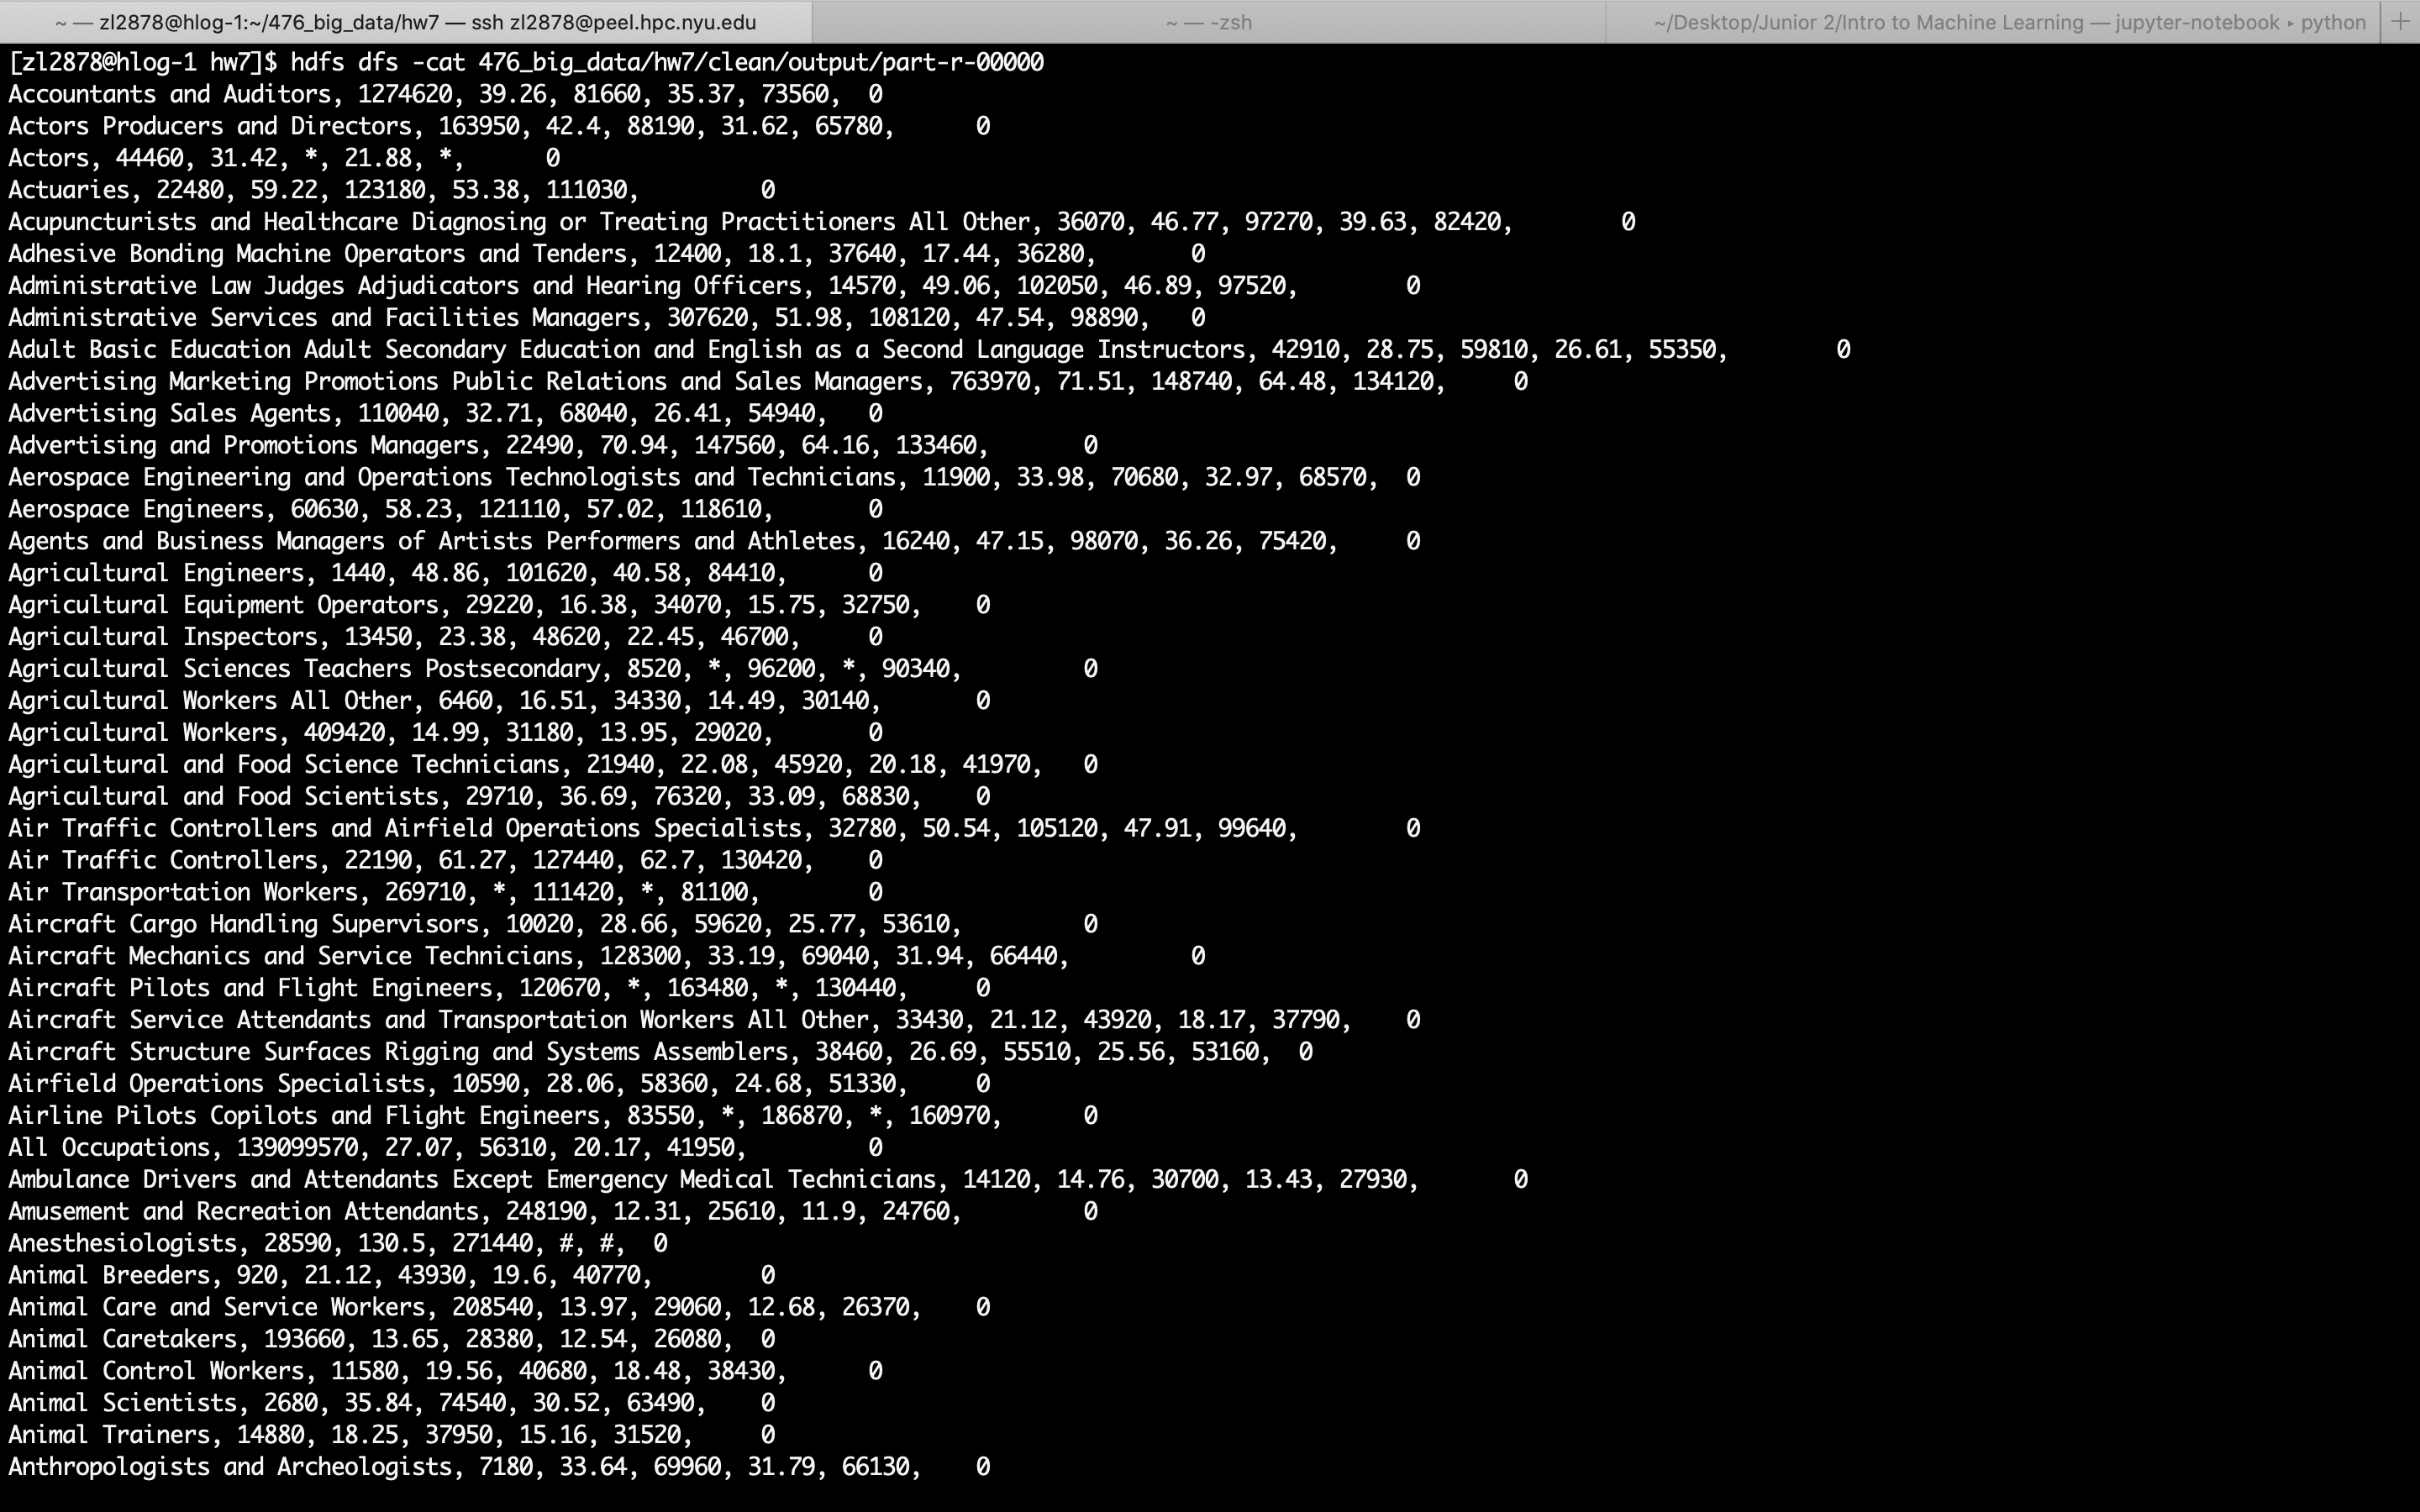 ~ — zl2878@hlog-1:~/476_big_data/hw7 — ssh zl2878@peel.hpc.nyu.edu ~ — -zsh ~/Desktop/Junior 2/Intro to Machine Learning — jupyter-notebook ▸ python +
[zl2878@hlog-1 hw7]$ hdfs dfs -cat 476_big_data/hw7/clean/output/part-r-00000
Accountants and Auditors, 1274620, 39.26, 81660, 35.37, 73560,  0
Actors Producers and Directors, 163950, 42.4, 88190, 31.62, 65780,      0
Actors, 44460, 31.42, *, 21.88, *,      0
Actuaries, 22480, 59.22, 123180, 53.38, 111030,         0
Acupuncturists and Healthcare Diagnosing or Treating Practitioners All Other, 36070, 46.77, 97270, 39.63, 82420,        0
Adhesive Bonding Machine Operators and Tenders, 12400, 18.1, 37640, 17.44, 36280,       0
Administrative Law Judges Adjudicators and Hearing Officers, 14570, 49.06, 102050, 46.89, 97520,        0
Administrative Services and Facilities Managers, 307620, 51.98, 108120, 47.54, 98890,   0
Adult Basic Education Adult Secondary Education and English as a Second Language Instructors, 42910, 28.75, 59810, 26.61, 55350,        0
Advertising Marketing Promotions Public Relations and Sales Managers, 763970, 71.51, 148740, 64.48, 134120,     0
Advertising Sales Agents, 110040, 32.71, 68040, 26.41, 54940,   0
Advertising and Promotions Managers, 22490, 70.94, 147560, 64.16, 133460,       0
Aerospace Engineering and Operations Technologists and Technicians, 11900, 33.98, 70680, 32.97, 68570,  0
Aerospace Engineers, 60630, 58.23, 121110, 57.02, 118610,       0
Agents and Business Managers of Artists Performers and Athletes, 16240, 47.15, 98070, 36.26, 75420,     0
Agricultural Engineers, 1440, 48.86, 101620, 40.58, 84410,      0
Agricultural Equipment Operators, 29220, 16.38, 34070, 15.75, 32750,    0
Agricultural Inspectors, 13450, 23.38, 48620, 22.45, 46700,     0
Agricultural Sciences Teachers Postsecondary, 8520, *, 96200, *, 90340,         0
Agricultural Workers All Other, 6460, 16.51, 34330, 14.49, 30140,       0
Agricultural Workers, 409420, 14.99, 31180, 13.95, 29020,       0
Agricultural and Food Science Technicians, 21940, 22.08, 45920, 20.18, 41970,   0
Agricultural and Food Scientists, 29710, 36.69, 76320, 33.09, 68830,    0
Air Traffic Controllers and Airfield Operations Specialists, 32780, 50.54, 105120, 47.91, 99640,        0
Air Traffic Controllers, 22190, 61.27, 127440, 62.7, 130420,    0
Air Transportation Workers, 269710, *, 111420, *, 81100,        0
Aircraft Cargo Handling Supervisors, 10020, 28.66, 59620, 25.77, 53610,         0
Aircraft Mechanics and Service Technicians, 128300, 33.19, 69040, 31.94, 66440,         0
Aircraft Pilots and Flight Engineers, 120670, *, 163480, *, 130440,     0
Aircraft Service Attendants and Transportation Workers All Other, 33430, 21.12, 43920, 18.17, 37790,    0
Aircraft Structure Surfaces Rigging and Systems Assemblers, 38460, 26.69, 55510, 25.56, 53160,  0
Airfield Operations Specialists, 10590, 28.06, 58360, 24.68, 51330,     0
Airline Pilots Copilots and Flight Engineers, 83550, *, 186870, *, 160970,      0
All Occupations, 139099570, 27.07, 56310, 20.17, 41950,         0
Ambulance Drivers and Attendants Except Emergency Medical Technicians, 14120, 14.76, 30700, 13.43, 27930,       0
Amusement and Recreation Attendants, 248190, 12.31, 25610, 11.9, 24760,         0
Anesthesiologists, 28590, 130.5, 271440, #, #,  0
Animal Breeders, 920, 21.12, 43930, 19.6, 40770,        0
Animal Care and Service Workers, 208540, 13.97, 29060, 12.68, 26370,    0
Animal Caretakers, 193660, 13.65, 28380, 12.54, 26080,  0
Animal Control Workers, 11580, 19.56, 40680, 18.48, 38430,      0
Animal Scientists, 2680, 35.84, 74540, 30.52, 63490,    0
Animal Trainers, 14880, 18.25, 37950, 15.16, 31520,     0
Anthropologists and Archeologists, 7180, 33.64, 69960, 31.79, 66130,    0